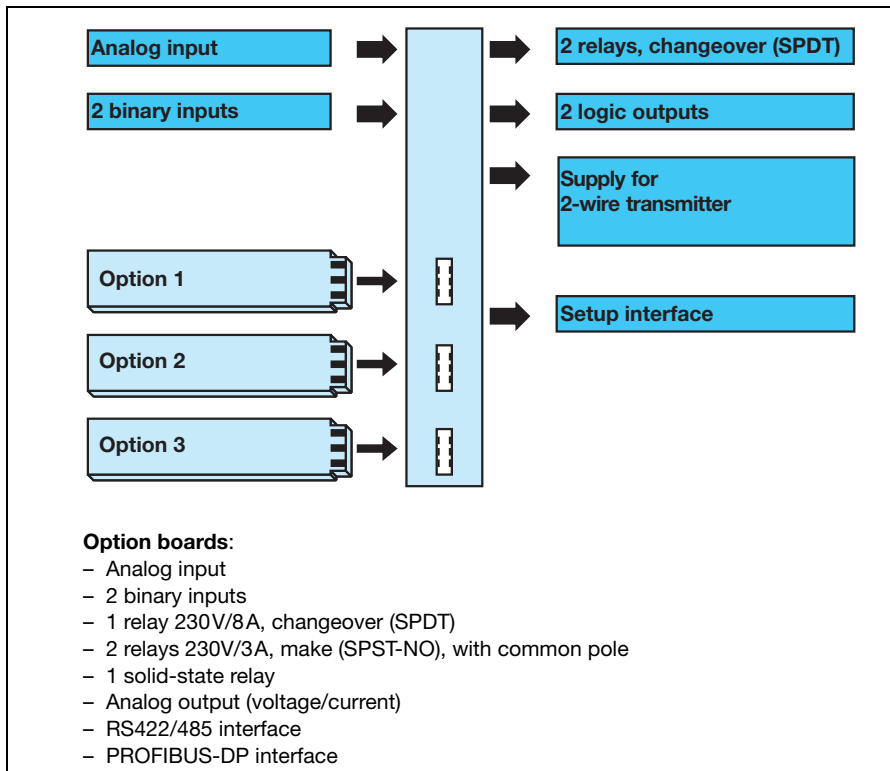 Analog input
2 relays, changeover (SPDT)
2 binary inputs
2 logic outputs
Supply for
2-wire transmitter
Option 1
Setup interface
Option 2
Option 3
Option boards:
– Analog input
– 2 binary inputs
– 1 relay 230V/8A, changeover (SPDT)
– 2 relays 230V/3A, make (SPST-NO), with common pole
– 1 solid-state relay
– Analog output (voltage/current)
– RS422/485 interface
– PROFIBUS-DP interface